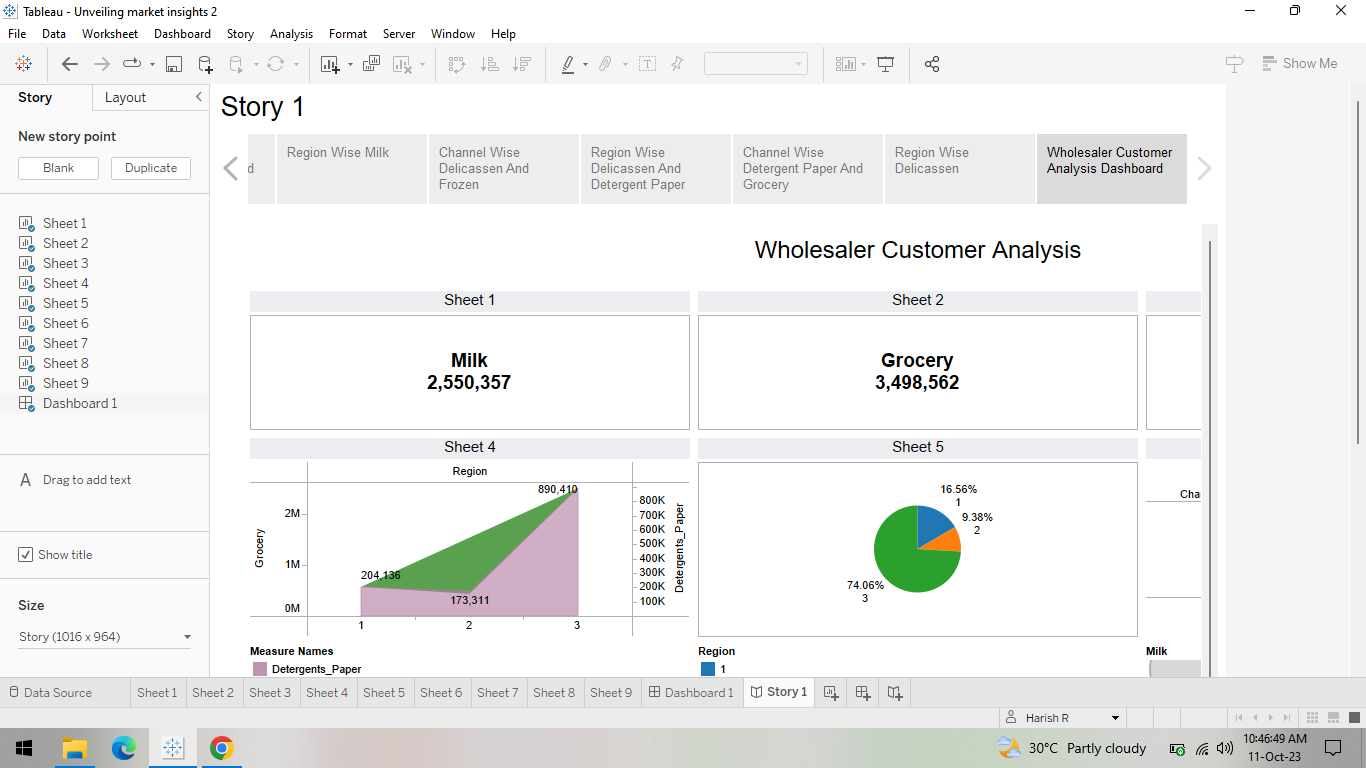 Tableau - Unveiling market insights 2
File Data Worksheet Dashboard Story Analysis Format Server Window Help
Show Me
Story Layout
New story point
Blank Duplicate
Sheet 1
Sheet 2
Sheet 3
Sheet 4
Sheet 5
Sheet 6
Sheet 7
Sheet 8
Sheet 9
Dashboard 1
A Drag to add text
Show title
Size
Story (1016 x 964)
Story 1
d
Region Wise Milk
Channel Wise
Delicassen And
Frozen
Region Wise
Delicassen And
Detergent Paper
Channel Wise
Detergent Paper And
Grocery
Region Wise
Delicassen
Wholesaler Customer
Analysis Dashboard
Wholesaler Customer Analysis
Sheet 1
Milk
2,550,357
Sheet 2
Grocery
3,498,562
Sheet 4
Region
890,410
204,136
173,311
Grocery
2M
1M
0M
1 2 3
800K
700K
600K
500K
400K
300K
200K
100K
Detergents_Paper
Measure Names
Detergents_Paper
Sheet 5
16.56%
1
9.38%
2
74.06%
3
Region
1
Cha
Milk
Data Source Sheet 1 Sheet 2 Sheet 3 Sheet 4 Sheet 5 Sheet 6 Sheet 7 Sheet 8 Sheet 9 Dashboard 1 Story 1
Harish R
30°C Partly cloudy
10:46:49 AM
11-Oct-23